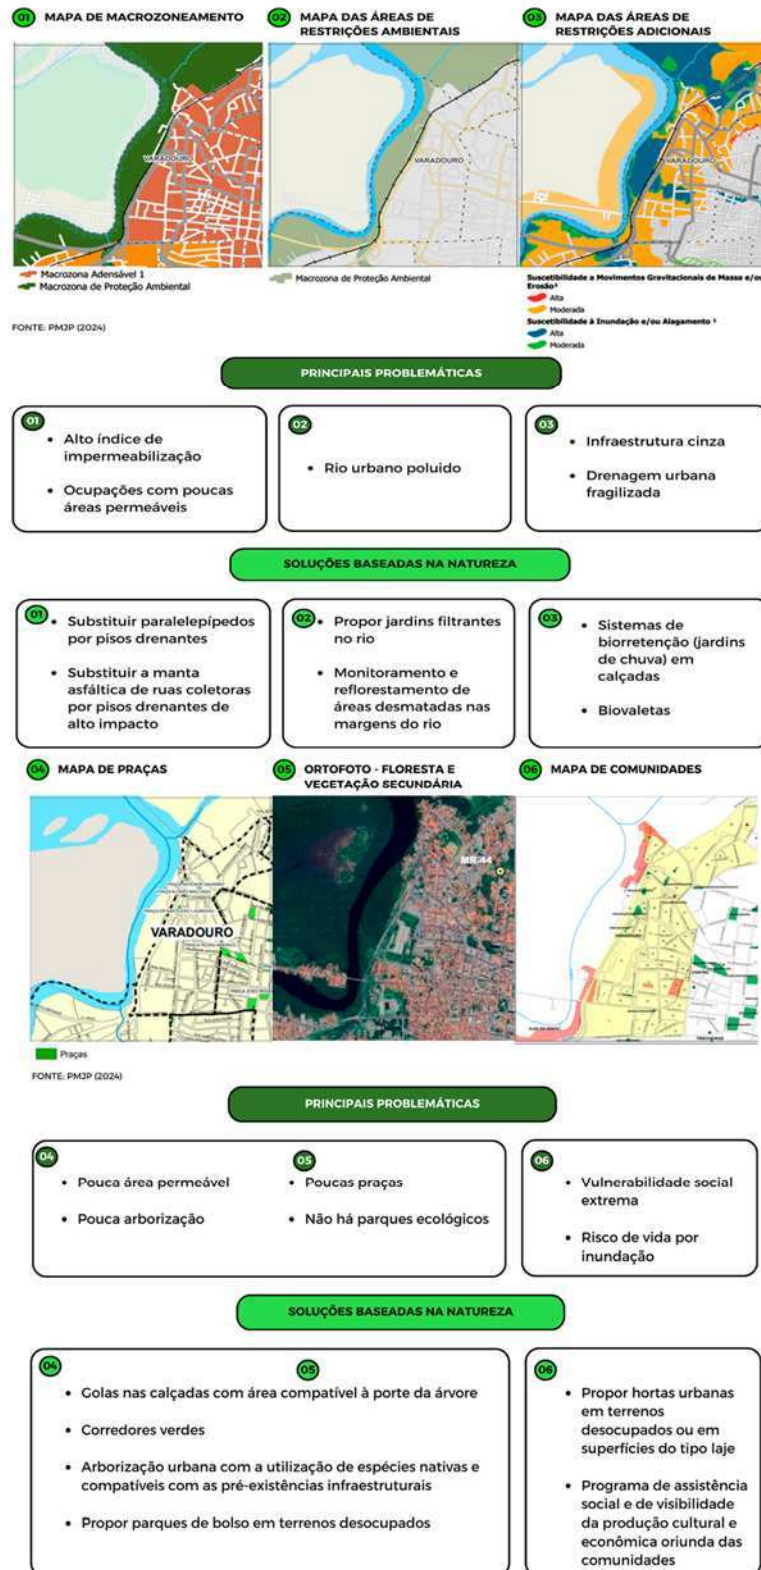 01 MAPA DE MACROZONEAMENTO
02 MAPA DAS ÁREAS DE
RESTRIÇÕES AMBIENTAIS
03 MAPA DAS ÁREAS DE
RESTRIÇÕES ADICIONAIS
VARADOURO
VARADOURO
VARADOURO
Macrozona Adensável 1
Macrozona de Proteção Ambiental
Macrozona de Proteção Ambiental
Suscetibilidade a Movimentos Gravitacionais de Massa e/ou
Erosão
Alta
Moderada
Suscetibilidade à Inundação e/ou Alagamento
Alta
Moderada
FONTE: PMJP (2024)
PRINCIPAIS PROBLEMÁTICAS
01
• Alto índice de
impermeabilização
• Ocupações com poucas
áreas permeáveis
02
• Rio urbano poluido
03
• Infraestrutura cinza
• Drenagem urbana
fragilizada
SOLUÇÕES BASEADAS NA NATUREZA
01
• Substituir paralelepípedos
por pisos drenantes
• Substituir a manta
asfáltica de ruas coletoras
por pisos drenantes de
alto impacto
02
• Propor jardins filtrantes
no rio
• Monitoramento e
reflorestamento de
áreas desmatadas nas
margens do rio
03
• Sistemas de
biorretenção (jardins
de chuva) em
calçadas
• Biovaletas
04 MAPA DE PRAÇAS
05 ORTOFOTO - FLORESTA E
VEGETAÇÃO SECUNDÁRIA
06 MAPA DE COMUNIDADES
VARADOURO
MR-44
Praças
FONTE: PMJP (2024)
PRINCIPAIS PROBLEMÁTICAS
04
• Pouca área permeável
• Pouca arborização
05
• Poucas praças
• Não há parques ecológicos
06
• Vulnerabilidade social
extrema
• Risco de vida por
inundação
SOLUÇÕES BASEADAS NA NATUREZA
04 05
• Golas nas calçadas com área compatível à porte da árvore
• Corredores verdes
• Arborização urbana com a utilização de espécies nativas e
compatíveis com as pré-existências infraestruturais
• Propor parques de bolso em terrenos desocupados
06
• Propor hortas urbanas
em terrenos
desocupados ou em
superfícies do tipo laje
• Programa de assistência
social e de visibilidade
da produção cultural e
econômica oriunda das
comunidades